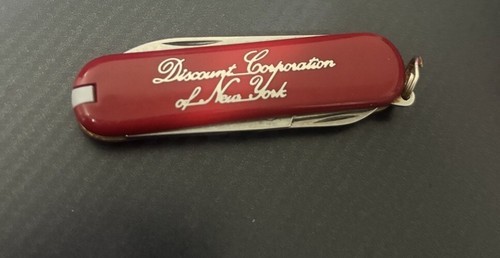 Discount Corporation
of New York